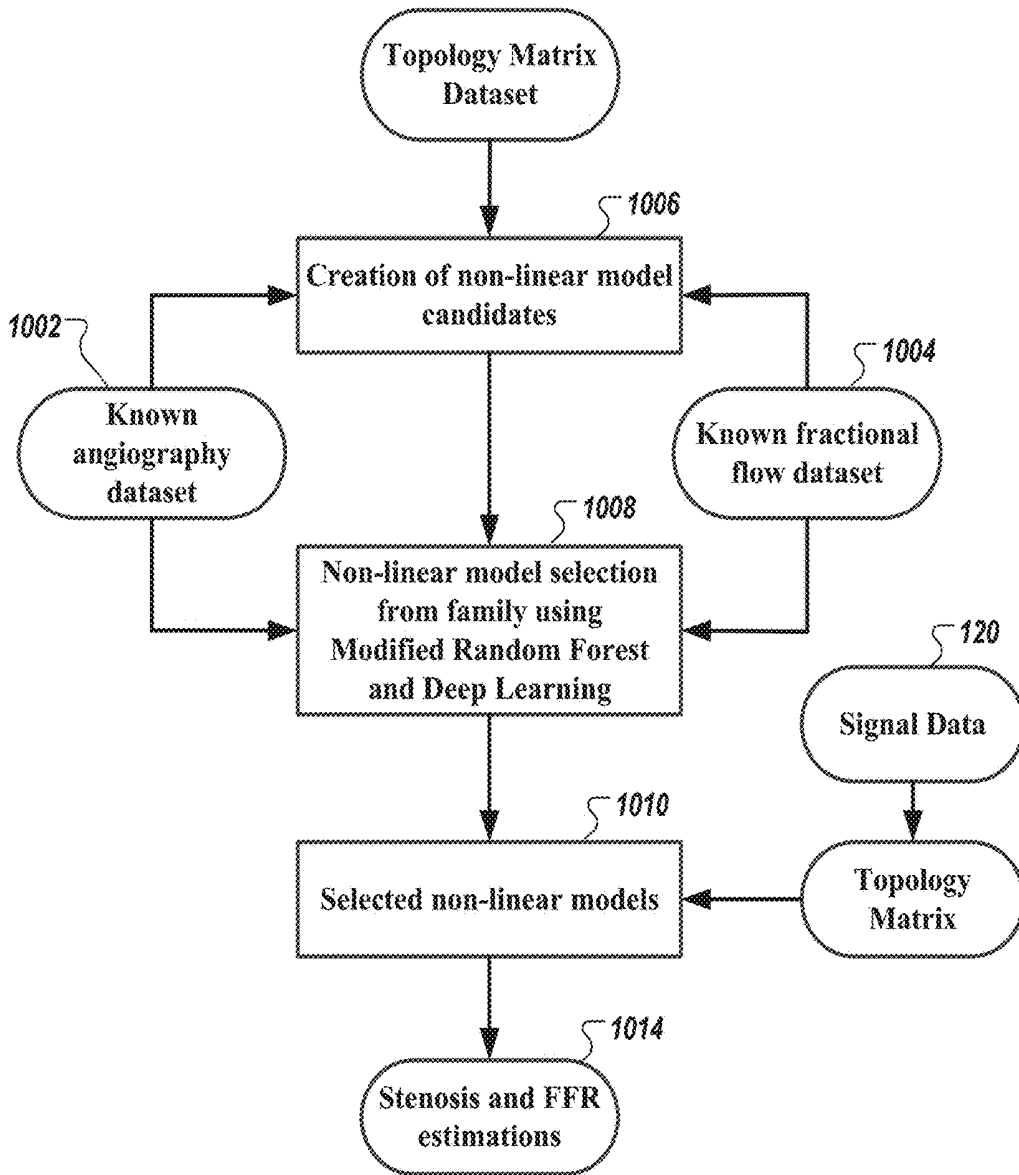 Topology Matrix
Dataset
1006
Creation of non-linear model
candidates
1002
1004
Known
angiography
dataset
Known fractional
flow dataset
1008
Non-linear model selection
from family using
Modified Random Forest
and Deep Learning
120
Signal Data
1010
Selected non-linear models
Topology
Matrix
1014
Stenosis and FFR
estimations